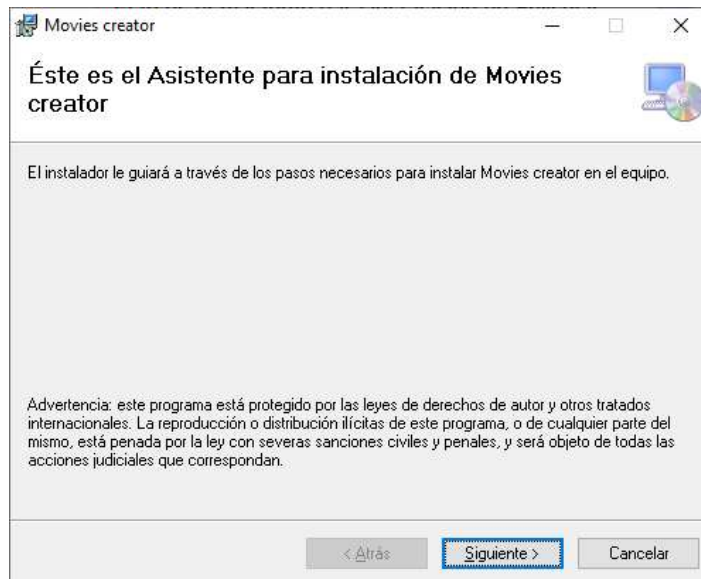 Movies creator
Éste es el Asistente para instalación de Movies
creator
El instalador le guiará a través de los pasos necesarios para instalar Movies creator en el equipo.
Advertencia: este programa está protegido por las leyes de derechos de autor y otros tratados
internacionales. La reproducción o distribución ilícitas de este programa, o de cualquier parte del
mismo, está penada por la ley con severas sanciones civiles y penales, y será objeto de todas las
acciones judiciales que correspondan.
< Atrás
Siguiente >
Cancelar